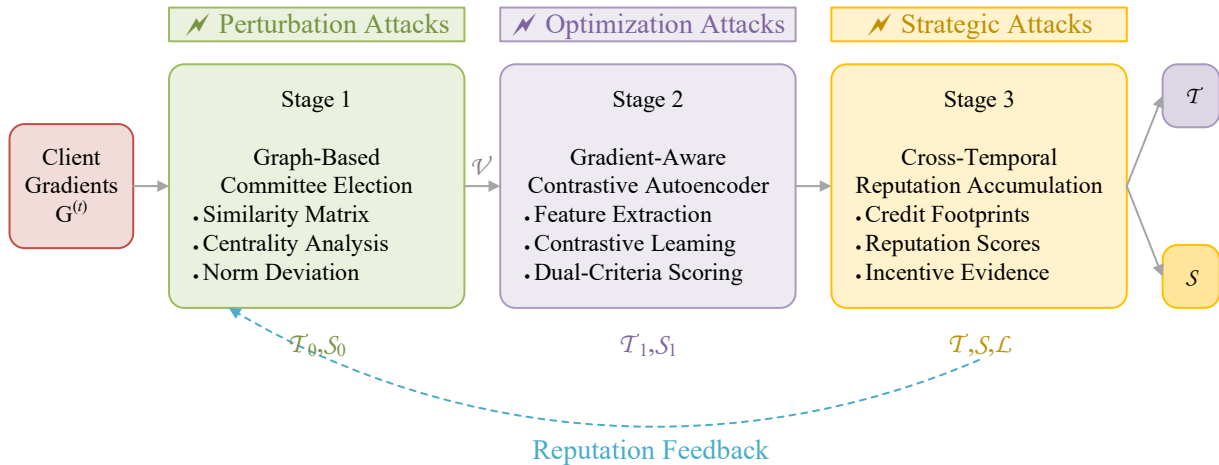 Perturbation Attacks
Optimization Attacks
Strategic Attacks
Client
Gradients
G^(t)
Stage 1
Graph-Based
Committee Election
• Similarity Matrix
• Centrality Analysis
• Norm Deviation
𝒱
Stage 2
Gradient-Aware
Contrastive Autoencoder
• Feature Extraction
• Contrastive Learning
• Dual-Criteria Scoring
Stage 3
Cross-Temporal
Reputation Accumulation
• Credit Footprints
• Reputation Scores
• Incentive Evidence
𝒯
𝒮
𝒯₀,𝒮₀
𝒯₁,𝒮₁
𝒯,𝒮,ℒ
Reputation Feedback